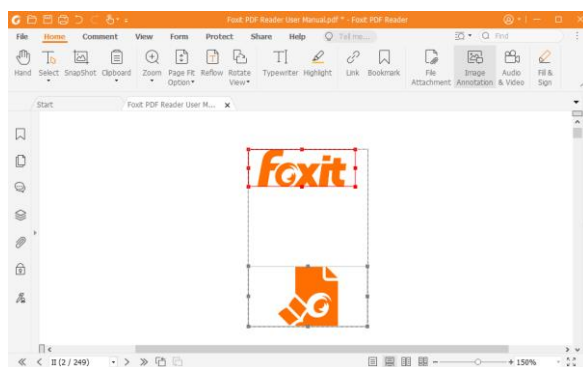 Foxit PDF Reader User Manual.pdf * - Foxit PDF Reader
File Home Comment View Form Protect Share Help Tell me... Find
Hand Select SnapShot Clipboard Zoom Page Fit Option Reflow Rotate View Typewriter Highlight Link Bookmark File Attachment Image Annotation Audio & Video Fill & Sign
Start Foxit PDF Reader User M...
foxit
II (2 / 249) 150%